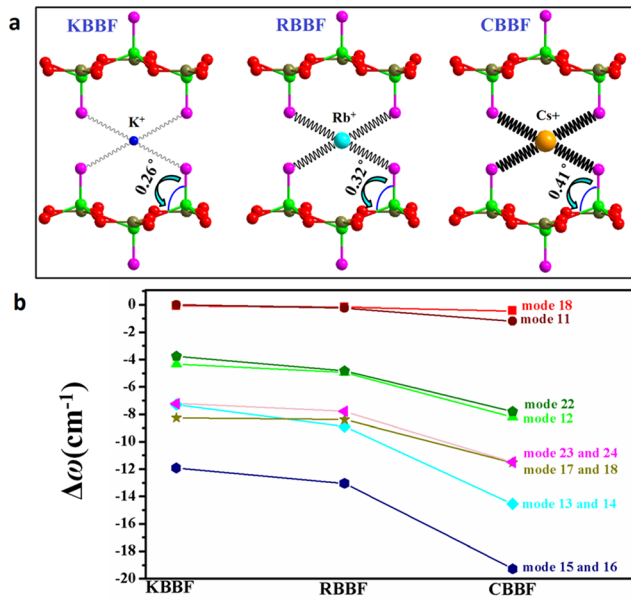 a
KBBF RBBF CBBF
K+ Rb+ Cs+
0.26° 0.32° 0.41°
b
0
-2
-4
-6
-8
-10
-12
-14
-16
-18
-20
Δω(cm-1)
mode 18
mode 11
mode 22
mode 12
mode 23 and 24
mode 17 and 18
mode 13 and 14
mode 15 and 16
KBBF RBBF CBBF